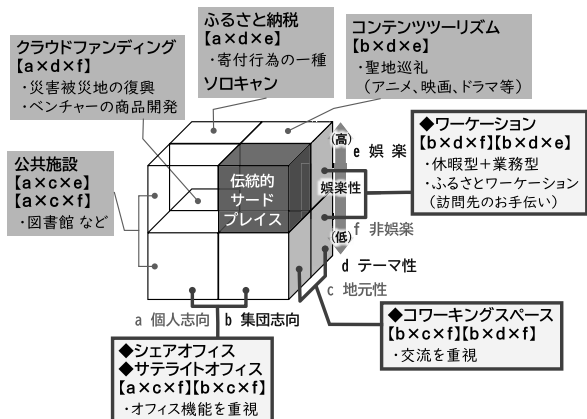 クラウドファンディング
【a×d×f】
・災害被災地の復興
・ベンチャーの商品開発
ふるさと納税
【a×d×e】
・寄付行為の一種
ソロキャン
コンテンツツーリズム
【b×d×e】
・聖地巡礼
(アニメ、映画、ドラマ等)
公共施設
【a×c×e】
【a×c×f】
・図書館 など
伝統的
サード
プレイス
(高)
e 娯 楽
娯楽性
f 非娯楽
(低)
d テーマ性
c 地元性
a 個人志向
b 集団志向
◆ワーケーション
【b×d×f】【b×d×e】
・休暇型＋業務型
・ふるさとワーケーション
(訪問先のお手伝い)
◆コワーキングスペース
【b×c×f】【b×d×f】
・交流を重視
◆シェアオフィス
◆サテライトオフィス
【a×c×f】【b×c×f】
・オフィス機能を重視